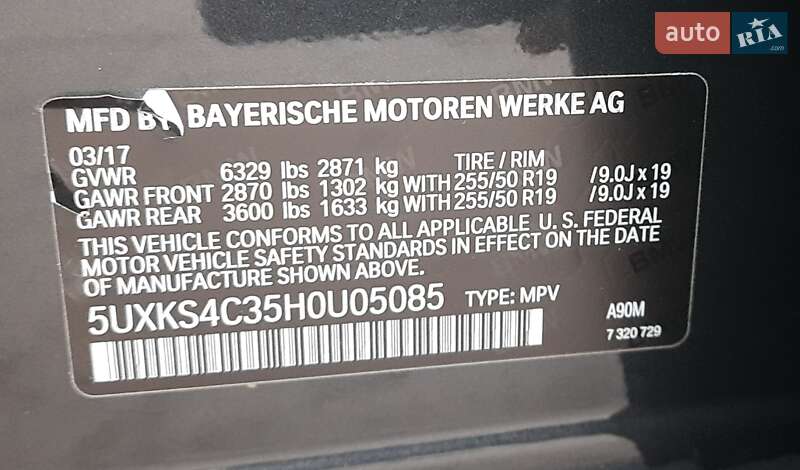 auto RIA .com
MFD BY BAYERISCHE MOTOREN WERKE AG
03/17 TIRE / RIM
GVWR 6329 lbs 2871 kg
GAWR FRONT 2870 lbs 1302 kg WITH 255/50 R19 /9.0J x 19
GAWR REAR 3600 lbs 1633 kg WITH 255/50 R19 /9.0J x 19
THIS VEHICLE CONFORMS TO ALL APPLICABLE U. S. FEDERAL
MOTOR VEHICLE SAFETY STANDARDS IN EFFECT ON THE DATE
OF MANUFACTURE SHOWN ABOVE.
5UXKS4C35H0U05085 TYPE: MPV A90M
7 320 729